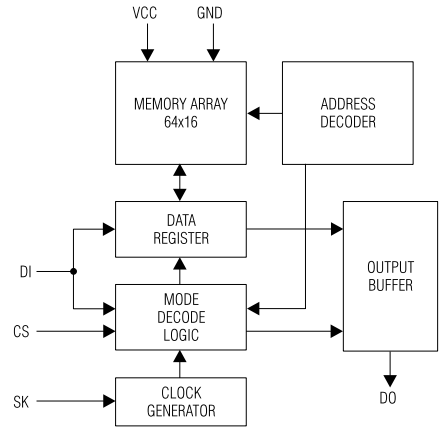 VCC GND
MEMORY ARRAY
64x16
ADDRESS
DECODER
DATA
REGISTER
DI
OUTPUT
BUFFER
MODE
DECODE
LOGIC
CS
DO
SK
CLOCK
GENERATOR